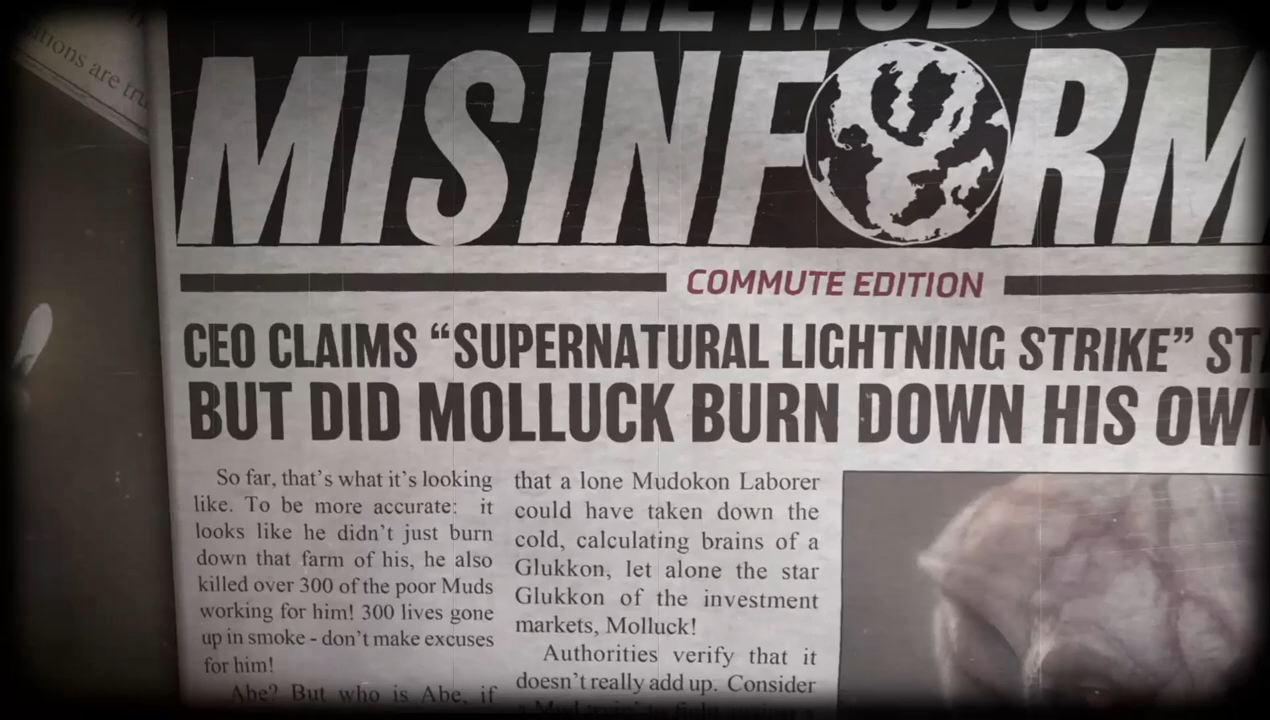 ations are tru
THE MUDOS
MISINFORM
COMMUTE EDITION
CEO CLAIMS “SUPERNATURAL LIGHTNING STRIKE” ST
BUT DID MOLLUCK BURN DOWN HIS OWN
So far, that’s what it’s looking
like. To be more accurate: it
looks like he didn’t just burn
down that farm of his, he also
killed over 300 of the poor Muds
working for him! 300 lives gone
up in smoke - don’t make excuses
for him!
Abe? But who is Abe, if
that a lone Mudokon Laborer
could have taken down the
cold, calculating brains of a
Glukkon, let alone the star
Glukkon of the investment
markets, Molluck!
Authorities verify that it
doesn’t really add up. Consider